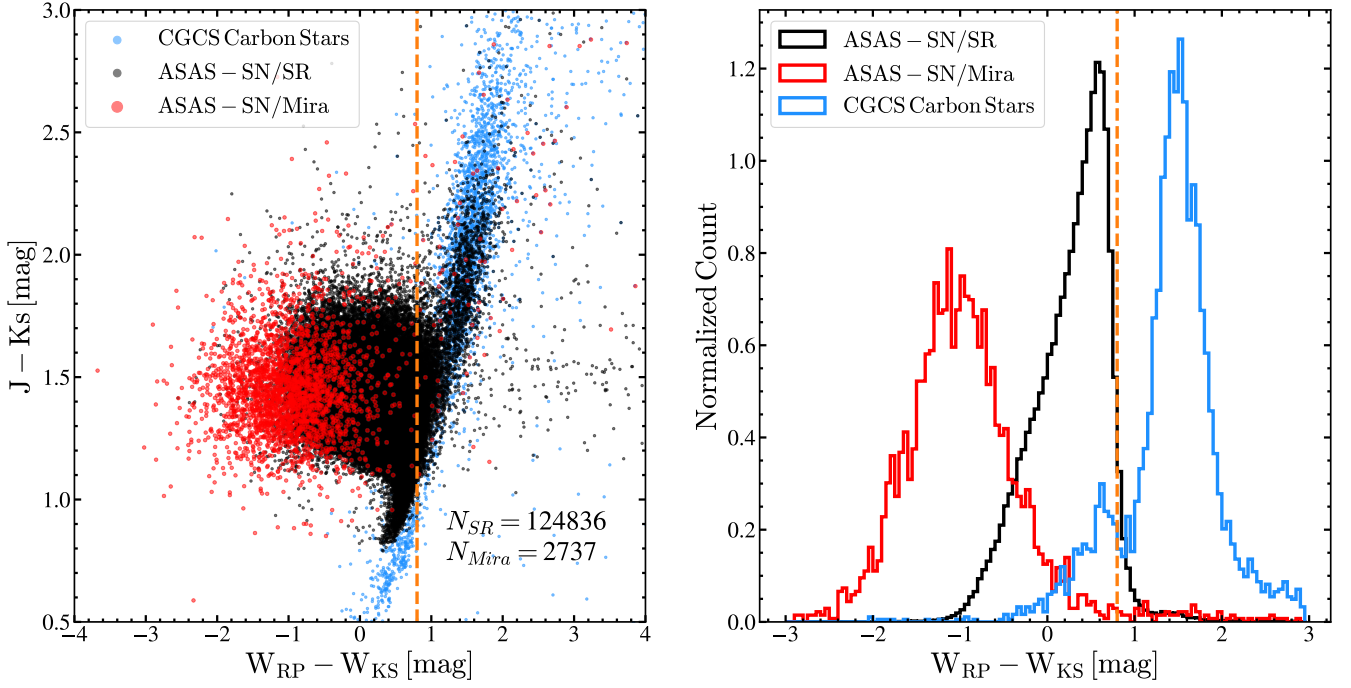 CGCS Carbon Stars
ASAS − SN/SR
ASAS − SN/Mira
N_SR = 124836
N_Mira = 2737
3.0
2.5
2.0
1.5
1.0
0.5
J − Ks [mag]
−4 −3 −2 −1 0 1 2 3 4
W_RP − W_KS [mag]
ASAS − SN/SR
ASAS − SN/Mira
CGCS Carbon Stars
1.2
1.0
0.8
0.6
0.4
0.2
0.0
Normalized Count
−3 −2 −1 0 1 2 3
W_RP − W_KS [mag]